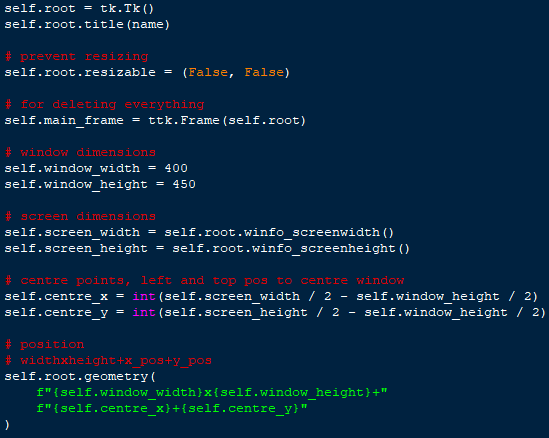 self.root = tk.Tk()
self.root.title(name)
# prevent resizing
self.root.resizable = (False, False)
# for deleting everything
self.main_frame = ttk.Frame(self.root)
# window dimensions
self.window_width = 400
self.window_height = 450
# screen dimensions
self.screen_width = self.root.winfo_screenwidth()
self.screen_height = self.root.winfo_screenheight()
# centre points, left and top pos to centre window
self.centre_x = int(self.screen_width / 2 - self.window_height / 2)
self.centre_y = int(self.screen_height / 2 - self.window_height / 2)
# position
# widthxheight+x_pos+y_pos
self.root.geometry(
    f"{self.window_width}x{self.window_height}+"
    f"{self.centre_x}+{self.centre_y}"
)